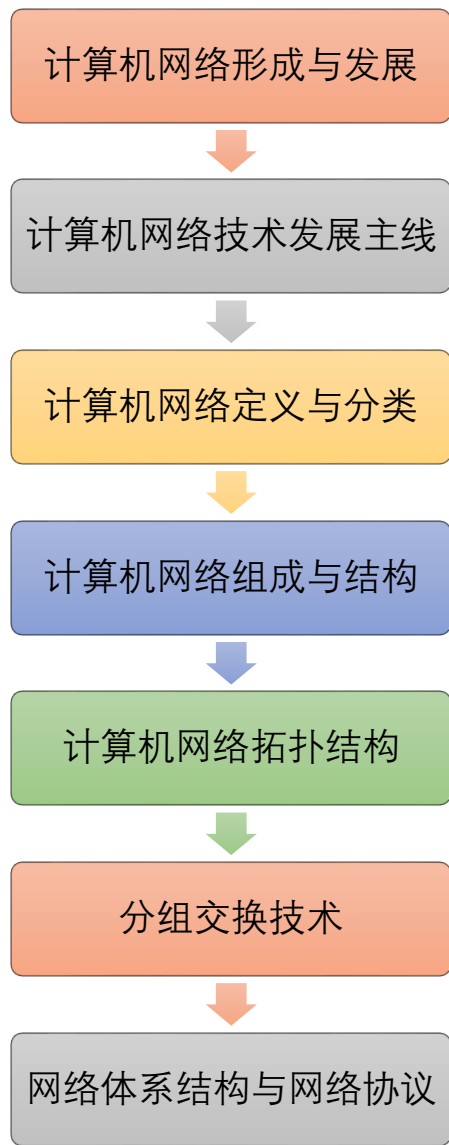 计算机网络形成与发展
计算机网络技术发展主线
计算机网络定义与分类
计算机网络组成与结构
计算机网络拓扑结构
分组交换技术
网络体系结构与网络协议